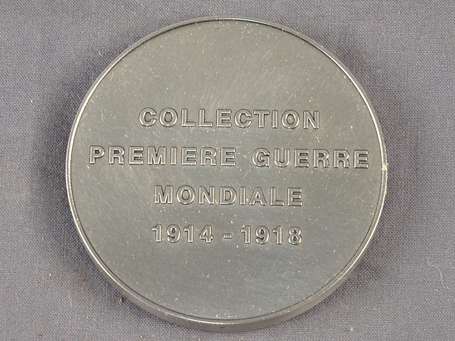 COLLECTION
PREMIERE GUERRE
MONDIALE
1914 - 1918